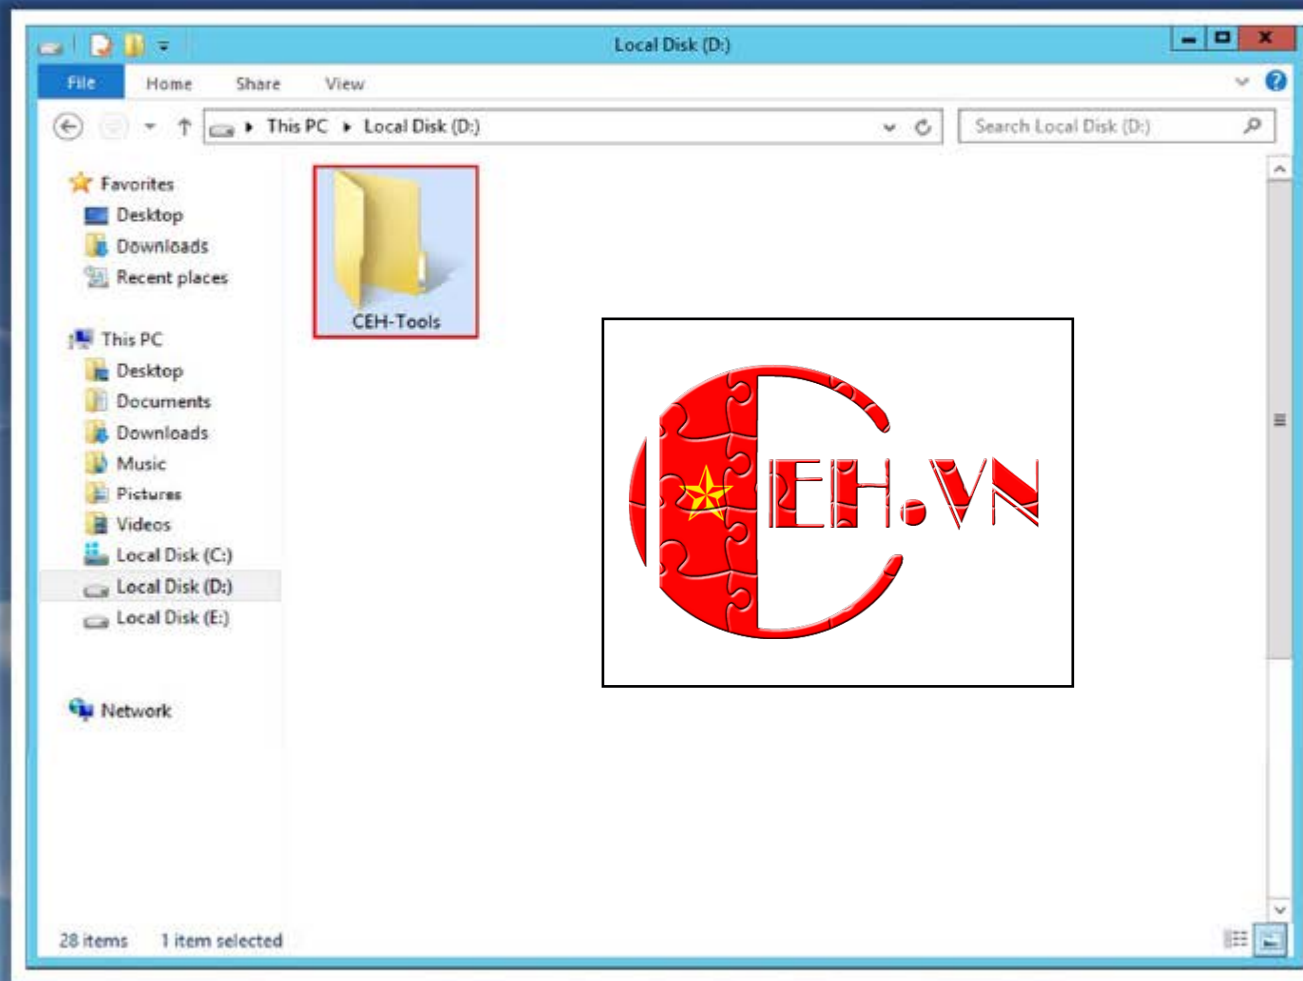 Local Disk (D:)
File Home Share View
This PC Local Disk (D:)
Search Local Disk (D:)
Favorites
Desktop
Downloads
Recent places
This PC
Desktop
Documents
Downloads
Music
Pictures
Videos
Local Disk (C:)
Local Disk (D:)
Local Disk (E:)
Network
CEH-Tools
CEH.VN
28 items 1 item selected